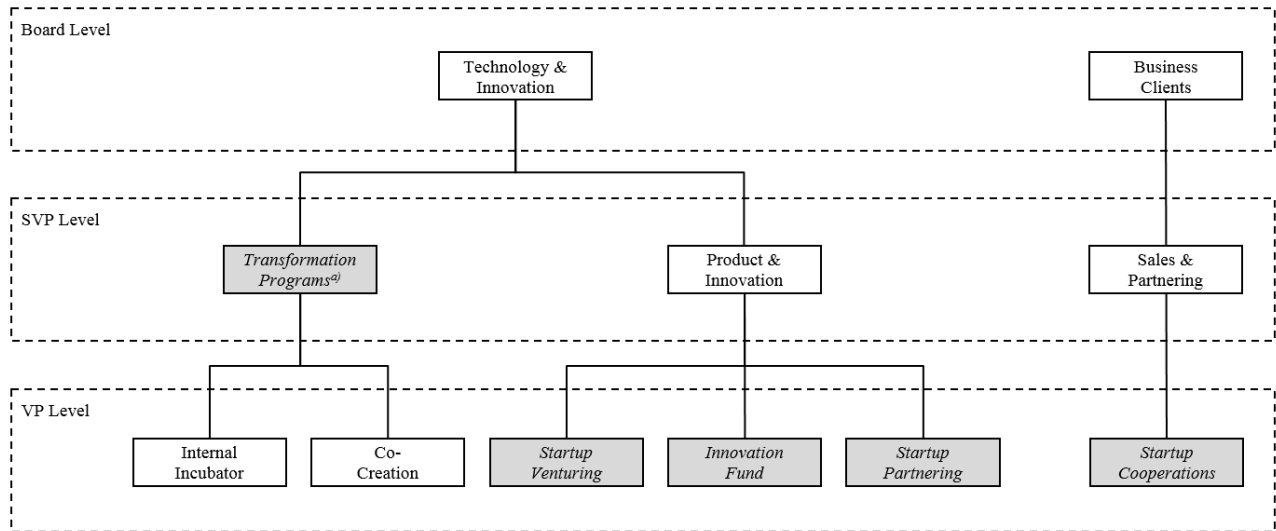 Board Level
Technology &
Innovation
Business
Clients
SVP Level
Transformation
Programsa)
Product &
Innovation
Sales &
Partnering
VP Level
Internal
Incubator
Co-
Creation
Startup
Venturing
Innovation
Fund
Startup
Partnering
Startup
Cooperations